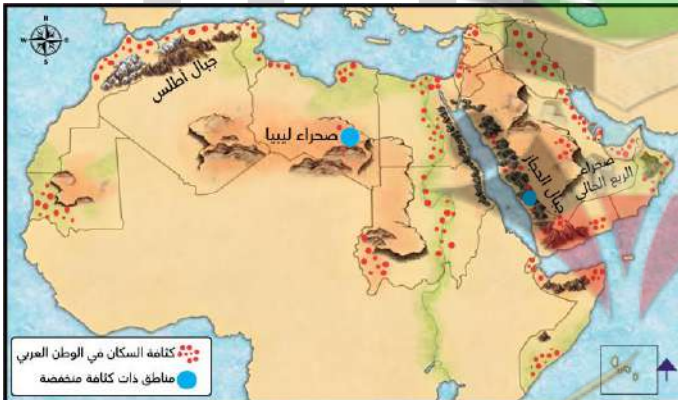 N
W
E
S
جبال أطلس
صحراء ليبيا
جبال الحجاز
صحراء
الربع الخالي
كثافة السكان في الوطن العربي
مناطق ذات كثافة منخفضة